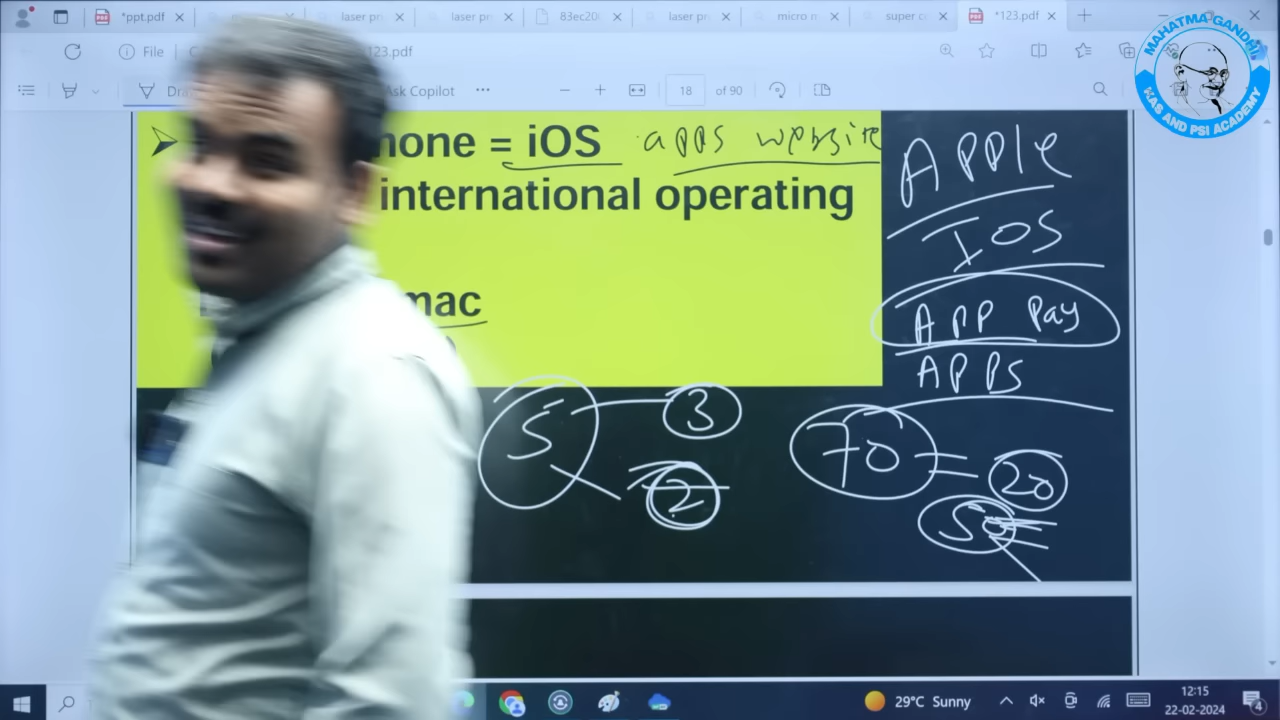 *ppt.pdf
laser pr
laser pr
83ec20
laser pr
micro n
super c
*123.pdf
File
123.pdf
Ask Copilot
18 of 90
MAHATMA GANDHI
KAS AND PSI ACADEMY
hone = iOS apps website
international operating
mac
APPle
IOS
APP Pay
APPS
5
3
2
70
20
50
29°C Sunny
12:15
22-02-2024
4